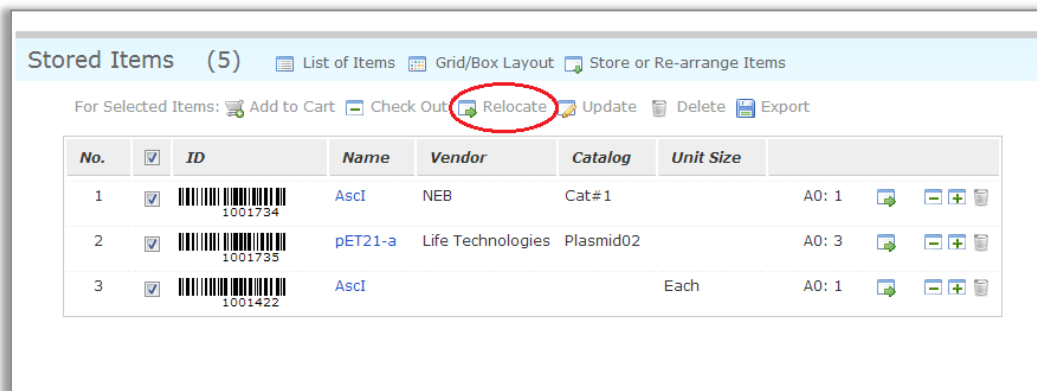 Stored Items (5) List of Items Grid/Box Layout Store or Re-arrange Items
For Selected Items: Add to Cart Check Out Relocate Update Delete Export
No. ID Name Vendor Catalog Unit Size
1 1001734 AscI NEB Cat#1 A0: 1
2 1001735 pET21-a Life Technologies Plasmid02 A0: 3
3 1001422 AscI Each A0: 1